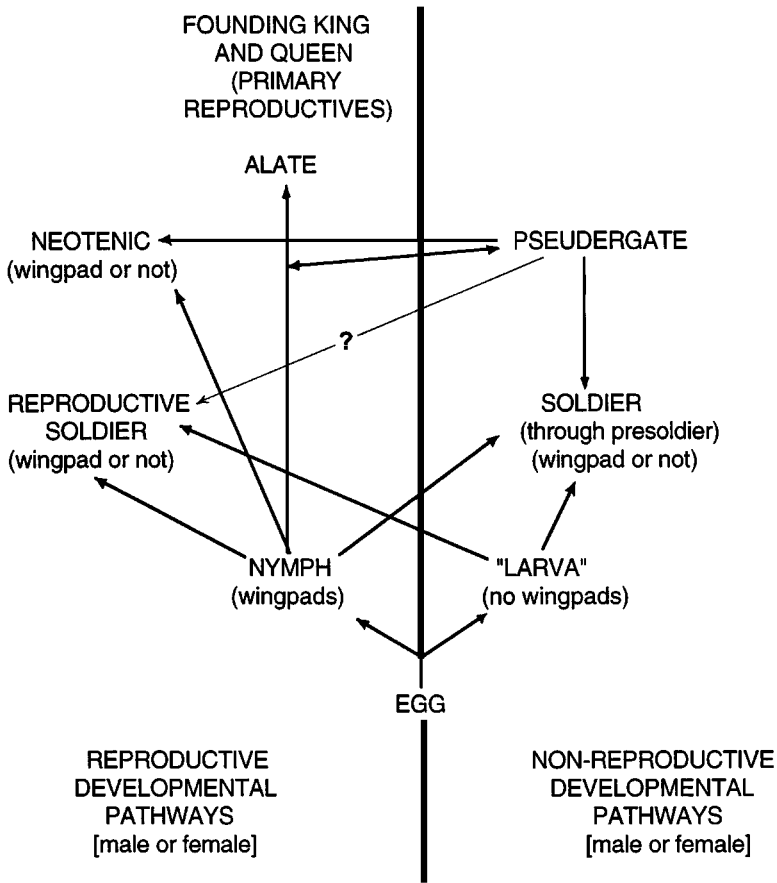 FOUNDING KING
AND QUEEN
(PRIMARY
REPRODUCTIVES)
ALATE
NEOTENIC
(wingpad or not)
PSEUDERGATE
?
REPRODUCTIVE
SOLDIER
(wingpad or not)
SOLDIER
(through presoldier)
(wingpad or not)
NYMPH
(wingpads)
"LARVA"
(no wingpads)
EGG
REPRODUCTIVE
DEVELOPMENTAL
PATHWAYS
[male or female]
NON-REPRODUCTIVE
DEVELOPMENTAL
PATHWAYS
[male or female]